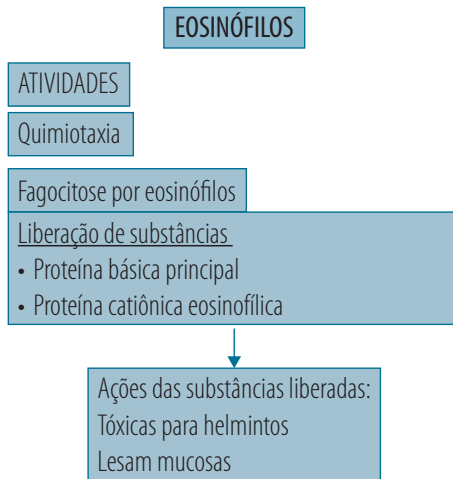 EOSINÓFILOS
ATIVIDADES
Quimiotaxia
Fagocitose por eosinófilos
Liberação de substâncias
• Proteína básica principal
• Proteína catiônica eosinofílica
Ações das substâncias liberadas:
Tóxicas para helmintos
Lesam mucosas